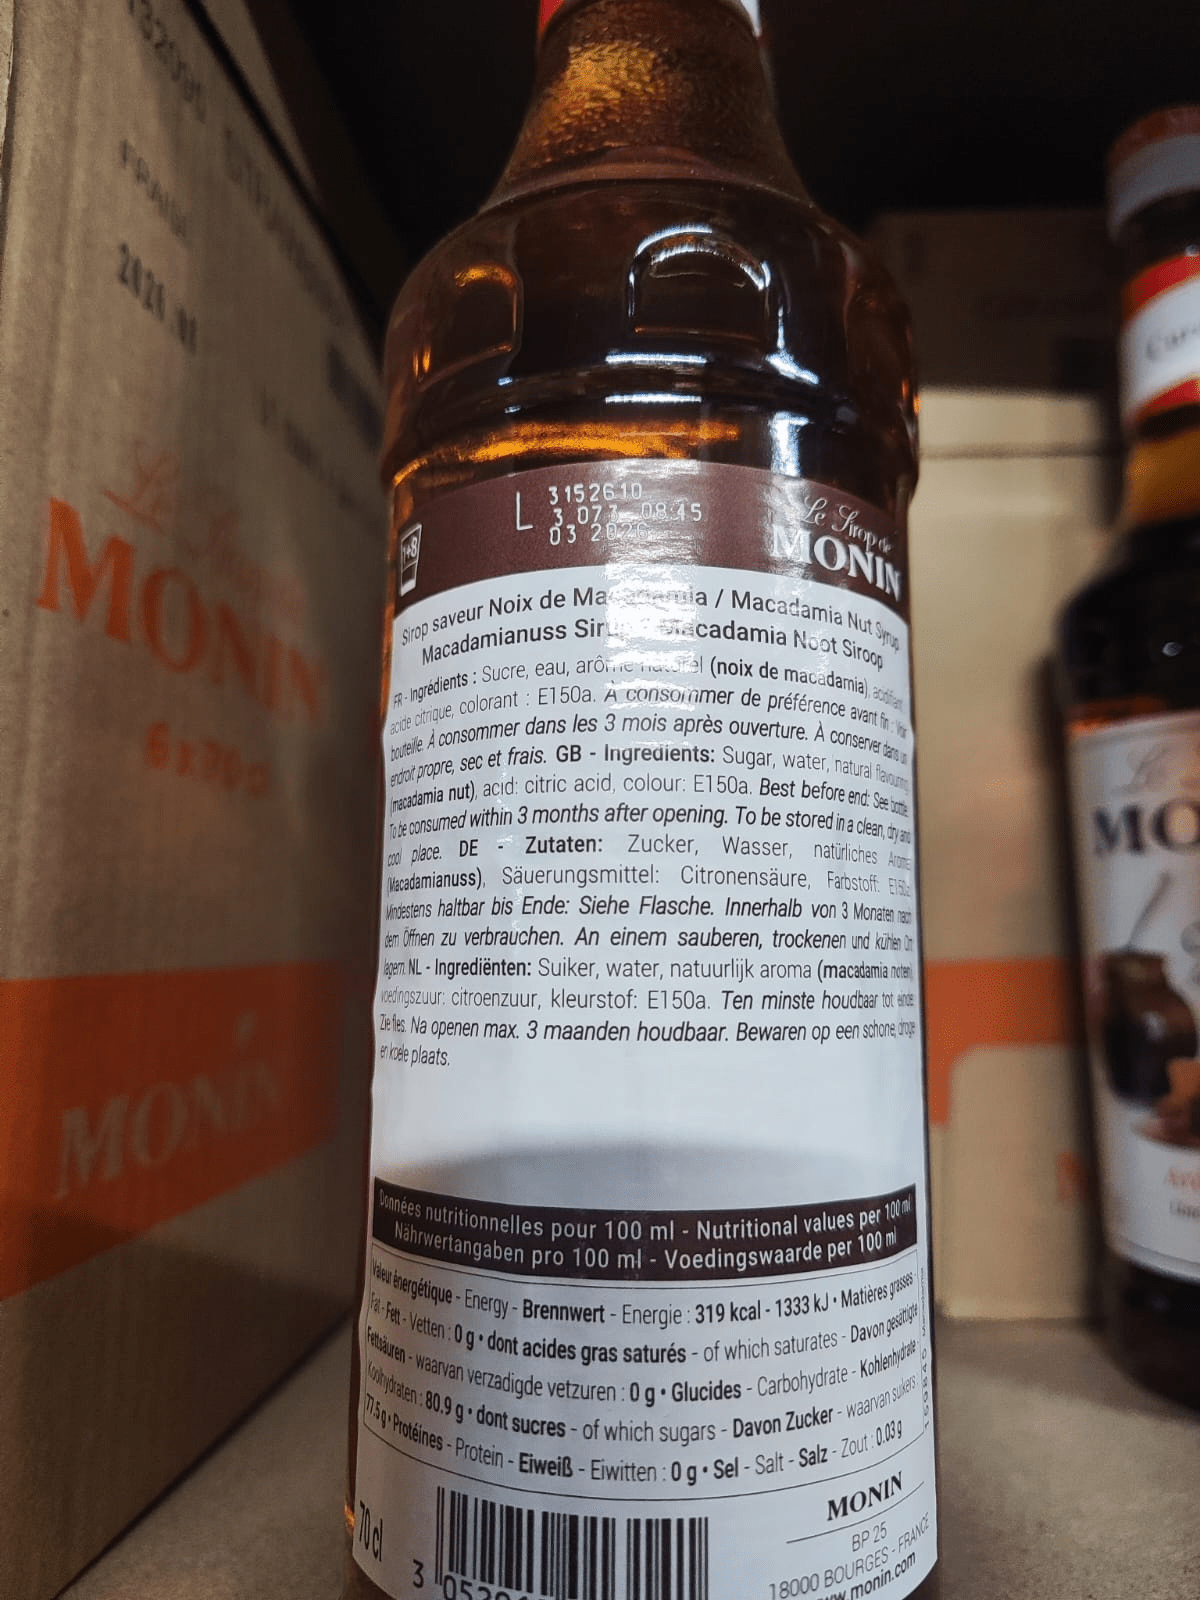 L 3152610
3 07 08:45
03 2026
1+8
Le Sirop de
MONIN
Sirop saveur Noix de Macadamia / Macadamia Nut Syrup
Macadamianuss Sirup / Macadamia Noot Siroop
FR - Ingrédients : Sucre, eau, arôme naturel (noix de macadamia), acidifiant :
acide citrique, colorant : E150a. À consommer de préférence avant fin : Voir
bouteille. À consommer dans les 3 mois après ouverture. À conserver dans un
endroit propre, sec et frais. GB - Ingredients: Sugar, water, natural flavouring
(macadamia nut), acid: citric acid, colour: E150a. Best before end: See bottle.
To be consumed within 3 months after opening. To be stored in a clean, dry and
cool place. DE - Zutaten: Zucker, Wasser, natürliches Aroma
(Macadamianuss), Säuerungsmittel: Citronensäure, Farbstoff: E150a.
Mindestens haltbar bis Ende: Siehe Flasche. Innerhalb von 3 Monaten nach
dem Öffnen zu verbrauchen. An einem sauberen, trockenen und kühlen Ort
lagern. NL - Ingrediënten: Suiker, water, natuurlijk aroma (macadamia noten),
voedingszuur: citroenzuur, kleurstof: E150a. Ten minste houdbaar tot einde:
Zie fles. Na openen max. 3 maanden houdbaar. Bewaren op een schone, droge
en koele plaats.
Données nutritionnelles pour 100 ml - Nutritional values per 100 ml
Nährwertangaben pro 100 ml - Voedingswaarde per 100 ml
Valeur énergétique - Energy - Brennwert - Energie : 319 kcal - 1333 kJ • Matières grasses -
Fat - Fett - Vetten : 0 g • dont acides gras saturés - of which saturates - Davon gesättigte
Fettsäuren - waarvan verzadigde vetzuren : 0 g • Glucides - Carbohydrate - Kohlenhydrate -
Koolhydraten : 80.9 g • dont sucres - of which sugars - Davon Zucker - waarvan suikers :
77.5 g • Protéines - Protein - Eiweiß - Eiwitten : 0 g • Sel - Salt - Salz - Zout : 0.03 g
70 cl
MONIN
BP 25
18000 BOURGES - FRANCE
www.monin.com
Le Sirop de
MONIN
6x70cl
MONIN
MO